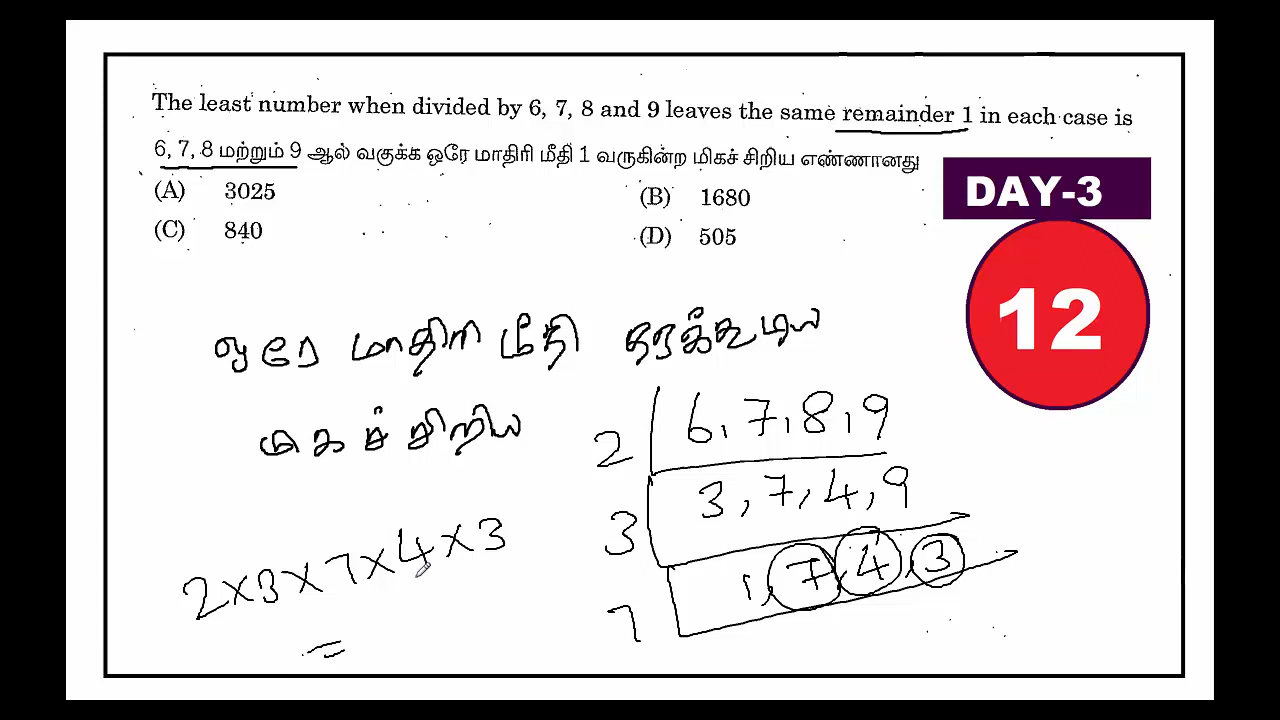 The least number when divided by 6, 7, 8 and 9 leaves the same remainder 1 in each case is
6, 7, 8 மற்றும் 9 ஆல் வகுக்க ஒரே மாதிரி மீதி 1 வருகின்ற மிகச் சிறிய எண்ணானது
(A) 3025 (B) 1680
(C) 840 (D) 505
DAY-3
12
ஒரே மாதிரி மீதி தரக்கூடிய
மிகச்சிறிய
2 6, 7, 8, 9
3 3, 7, 4, 9
7 1, 7, 4, 3
2×3×7×4×3
=